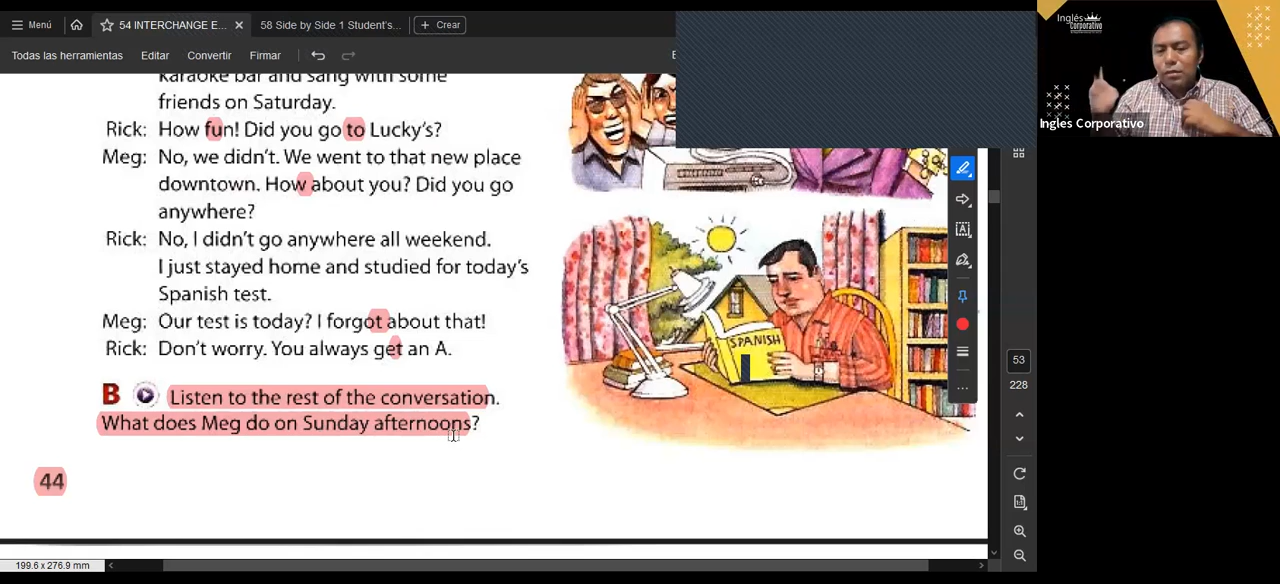 Menú
54 INTERCHANGE E...
58 Side by Side 1 Student's...
Crear
Todas las herramientas
Editar
Convertir
Firmar
E
Inglés
Corporativo
Ingles Corporativo
karaoke bar and sang with some
friends on Saturday.
Rick: How fun! Did you go to Lucky's?
Meg: No, we didn't. We went to that new place
downtown. How about you? Did you go
anywhere?
Rick: No, I didn't go anywhere all weekend.
I just stayed home and studied for today's
Spanish test.
Meg: Our test is today? I forgot about that!
Rick: Don't worry. You always get an A.
B Listen to the rest of the conversation.
What does Meg do on Sunday afternoons?
44
SPANISH
A
53
228
199.6 x 276.9 mm